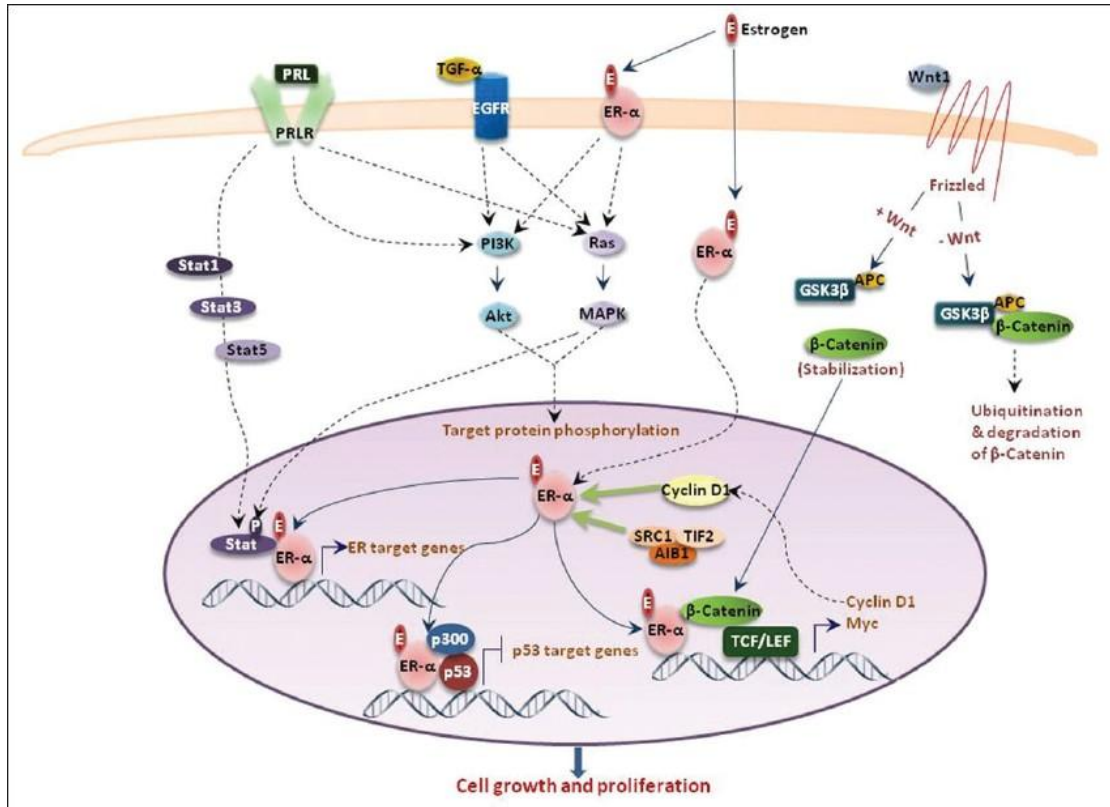 E Estrogen
PRL
TGF-α
E
Wnt1
EGFR
ER-α
PRLR
Frizzled
+ Wnt
- Wnt
E
ER-α
PI3K
Ras
Stat1
APC
GSK3β
Stat3
Akt
MAPK
APC
GSK3β
β-Catenin
Stat5
β-Catenin
(Stabilization)
Ubiquitination
& degradation
of β-Catenin
Target protein phosphorylation
E
ER-α
Cyclin D1
P
E
Stat
ER-α
ER target genes
SRC1 TIF2
AIB1
E
β-Catenin
Cyclin D1
Myc
ER-α
TCF/LEF
E
p300
ER-α
p53
p53 target genes
Cell growth and proliferation